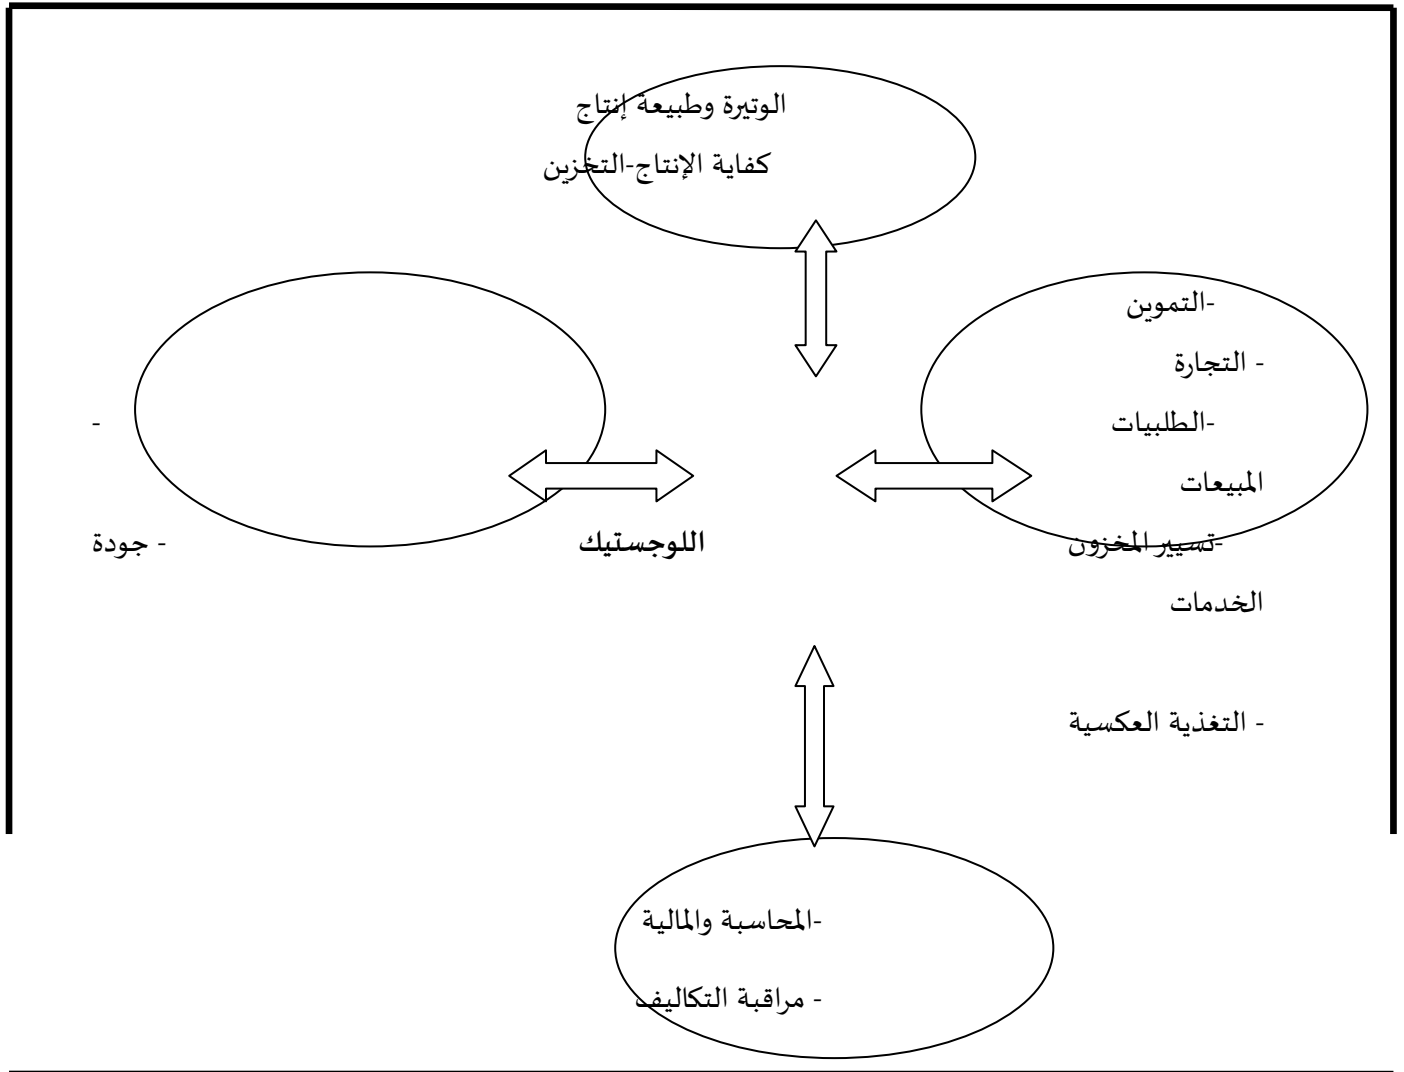 الوتيرة وطبيعة إنتاج
كفاية الإنتاج-التخزين
-التموين
- التجارة
-الطلبيات -
المبيعات
-تسيير المخزون اللوجستيك - جودة
الخدمات
- التغذية العكسية
-المحاسبة والمالية
- مراقبة التكاليف